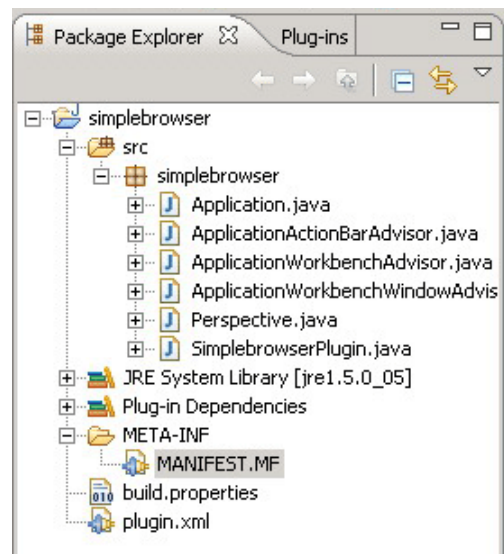 Package Explorer Plug-ins
simplebrowser
src
simplebrowser
Application.java
ApplicationActionBarAdvisor.java
ApplicationWorkbenchAdvisor.java
ApplicationWorkbenchWindowAdvis
Perspective.java
SimplebrowserPlugin.java
JRE System Library [jre1.5.0_05]
Plug-in Dependencies
META-INF
MANIFEST.MF
build.properties
plugin.xml